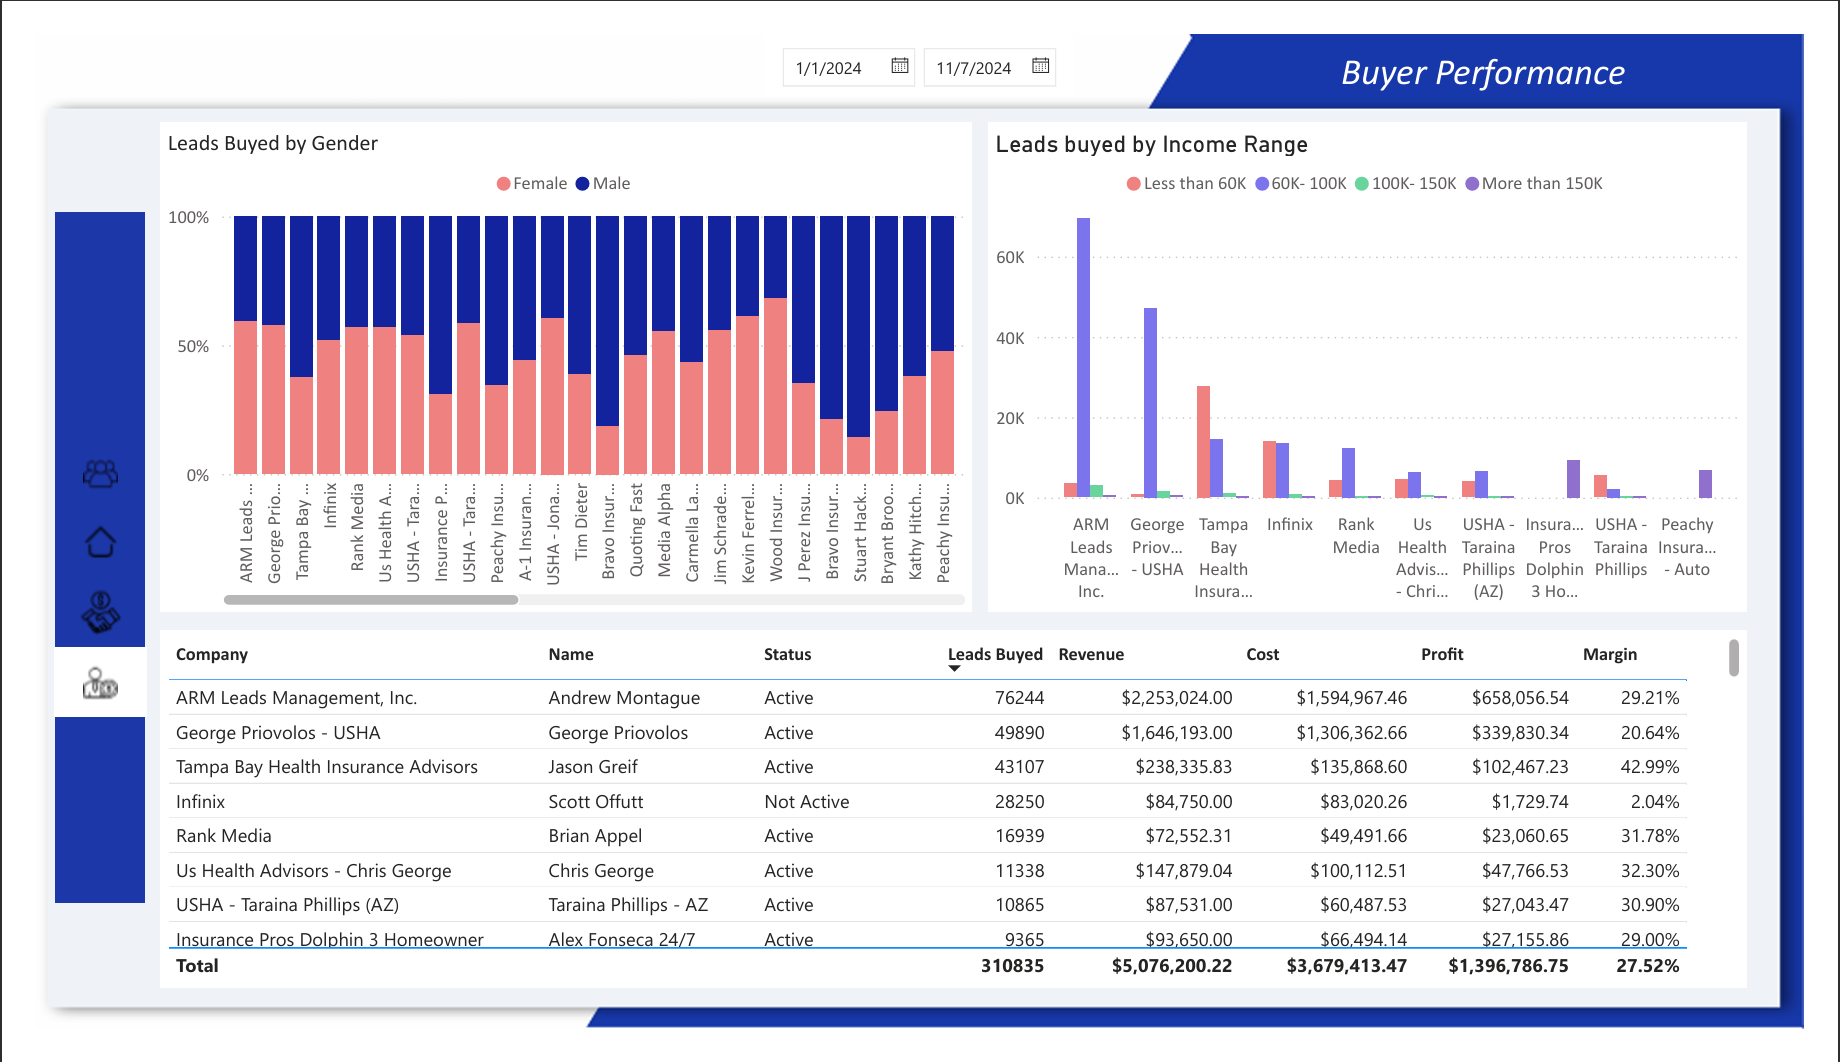 1/1/2024
11/7/2024
Buyer Performance
Leads Buyed by Gender
Female
Male
100%
50%
0%
ARM Leads ...
George Prio...
Tampa Bay ...
Infinix
Rank Media
Us Health A...
USHA - Tara...
Insurance P...
USHA - Tara...
Peachy Insu...
A-1 Insuran...
USHA - Jona...
Tim Dieter
Bravo Insur...
Quoting Fast
Media Alpha
Carmella La...
Jim Schrade...
Kevin Ferrel...
Wood Insur...
J Perez Insu...
Bravo Insur...
Stuart Hack...
Bryant Broo...
Kathy Hitch...
Peachy Insu...
Leads buyed by Income Range
Less than 60K
60K- 100K
100K- 150K
More than 150K
60K
40K
20K
0K
ARM
Leads
Mana...
Inc.
George
Priov...
- USHA
Tampa
Bay
Health
Insura...
Infinix
Rank
Media
Us
Health
Advis...
- Chri...
USHA -
Taraina
Phillips
(AZ)
Insura...
Pros
Dolphin
3 Ho...
USHA -
Taraina
Phillips
Peachy
Insura...
- Auto
Company Name Status Leads Buyed Revenue Cost Profit Margin
ARM Leads Management, Inc. Andrew Montague Active 76244 $2,253,024.00 $1,594,967.46 $658,056.54 29.21%
George Priovolos - USHA George Priovolos Active 49890 $1,646,193.00 $1,306,362.66 $339,830.34 20.64%
Tampa Bay Health Insurance Advisors Jason Greif Active 43107 $238,335.83 $135,868.60 $102,467.23 42.99%
Infinix Scott Offutt Not Active 28250 $84,750.00 $83,020.26 $1,729.74 2.04%
Rank Media Brian Appel Active 16939 $72,552.31 $49,491.66 $23,060.65 31.78%
Us Health Advisors - Chris George Chris George Active 11338 $147,879.04 $100,112.51 $47,766.53 32.30%
USHA - Taraina Phillips (AZ) Taraina Phillips - AZ Active 10865 $87,531.00 $60,487.53 $27,043.47 30.90%
Insurance Pros Dolphin 3 Homeowner Alex Fonseca 24/7 Active 9365 $93,650.00 $66,494.14 $27,155.86 29.00%
Total 310835 $5,076,200.22 $3,679,413.47 $1,396,786.75 27.52%